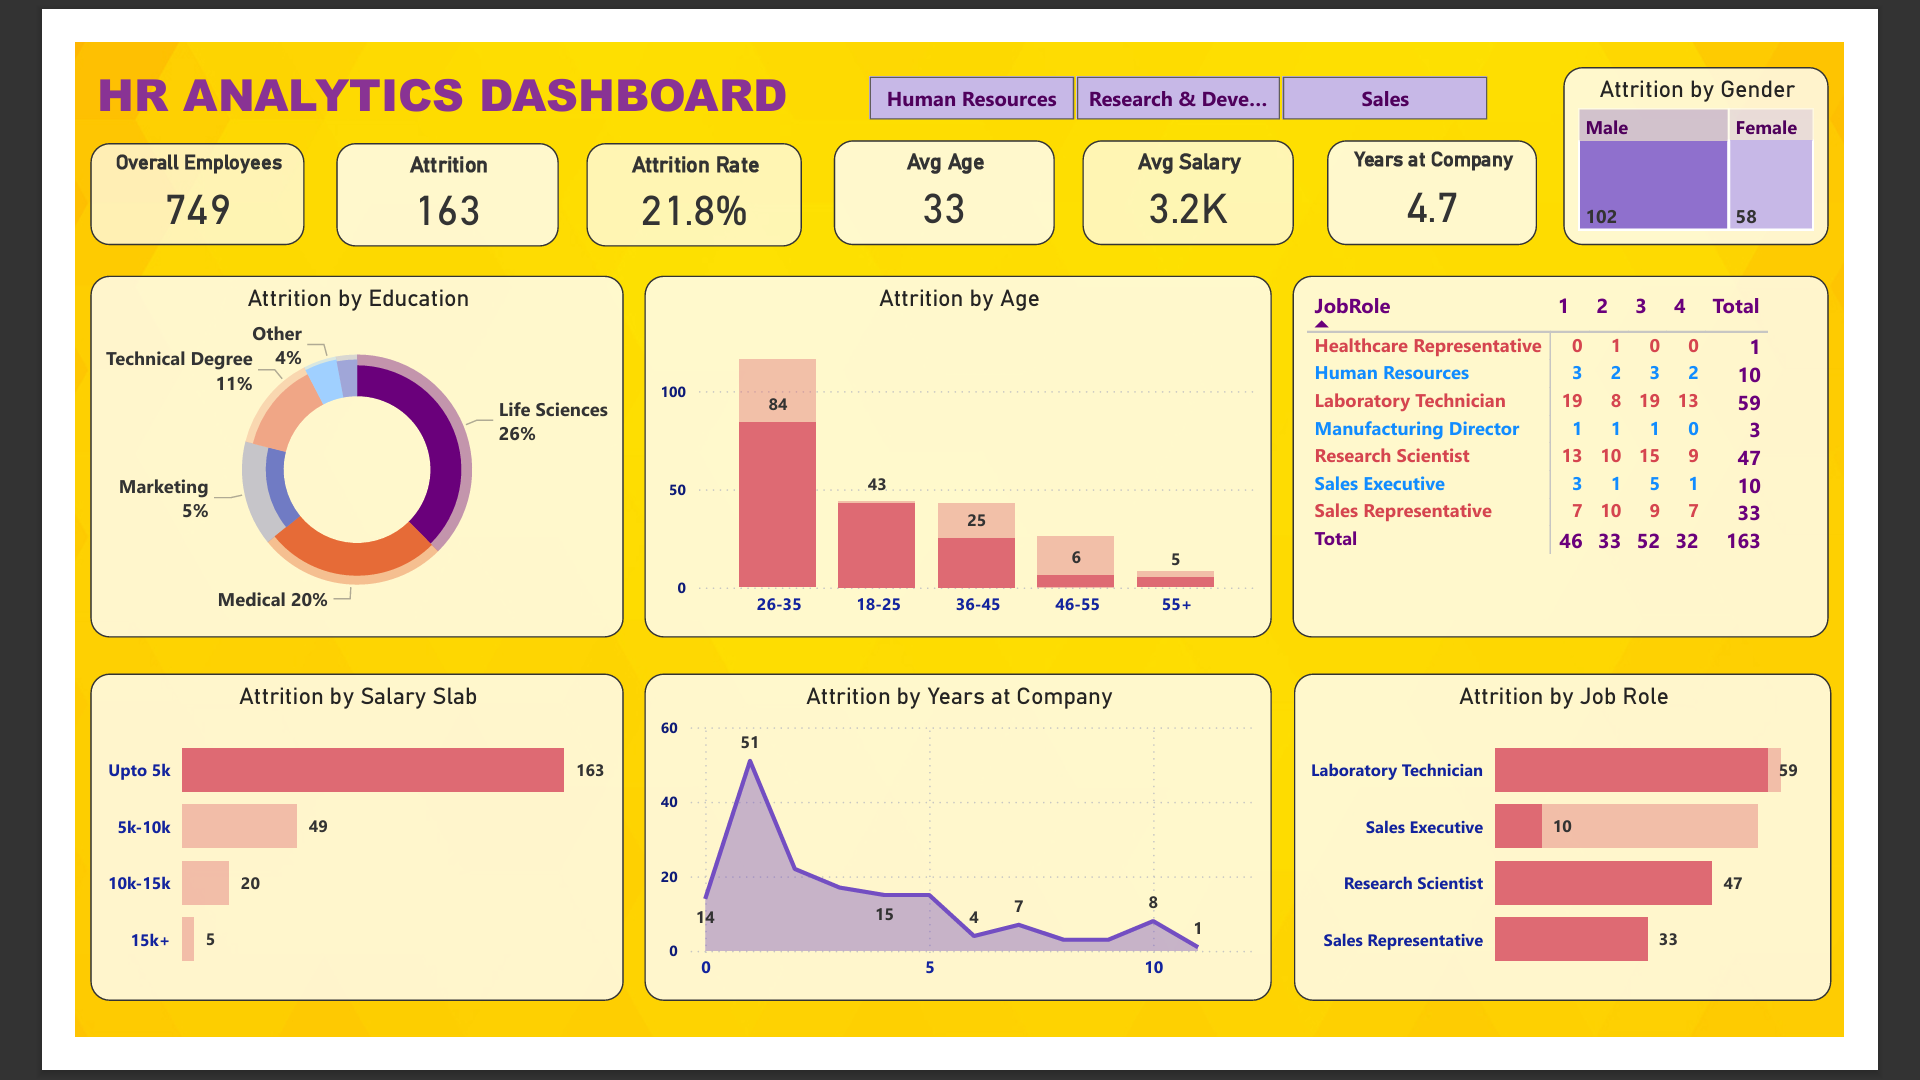 HR ANALYTICS DASHBOARD
Human Resources
Research & Deve...
Sales
Attrition by Gender
Male
Female
102
58
Overall Employees
749
Attrition
163
Attrition Rate
21.8%
Avg Age
33
Avg Salary
3.2K
Years at Company
4.7
Attrition by Education
Other
4%
Technical Degree
11%
Life Sciences
26%
Marketing
5%
Medical 20%
Attrition by Age
100
50
0
84
43
25
6
5
26-35
18-25
36-45
46-55
55+
JobRole 1 2 3 4 Total
Healthcare Representative 0 1 0 0 1
Human Resources 3 2 3 2 10
Laboratory Technician 19 8 19 13 59
Manufacturing Director 1 1 1 0 3
Research Scientist 13 10 15 9 47
Sales Executive 3 1 5 1 10
Sales Representative 7 10 9 7 33
Total 46 33 52 32 163
Attrition by Salary Slab
Upto 5k 163
5k-10k 49
10k-15k 20
15k+ 5
Attrition by Years at Company
60
40
20
0
51
14
15
4
7
8
1
0
5
10
Attrition by Job Role
Laboratory Technician 59
Sales Executive 10
Research Scientist 47
Sales Representative 33